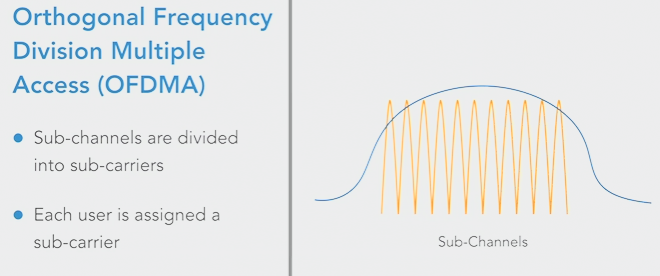 Orthogonal Frequency
Division Multiple
Access (OFDMA)
Sub-channels are divided
into sub-carriers
Each user is assigned a
sub-carrier
Sub-Channels